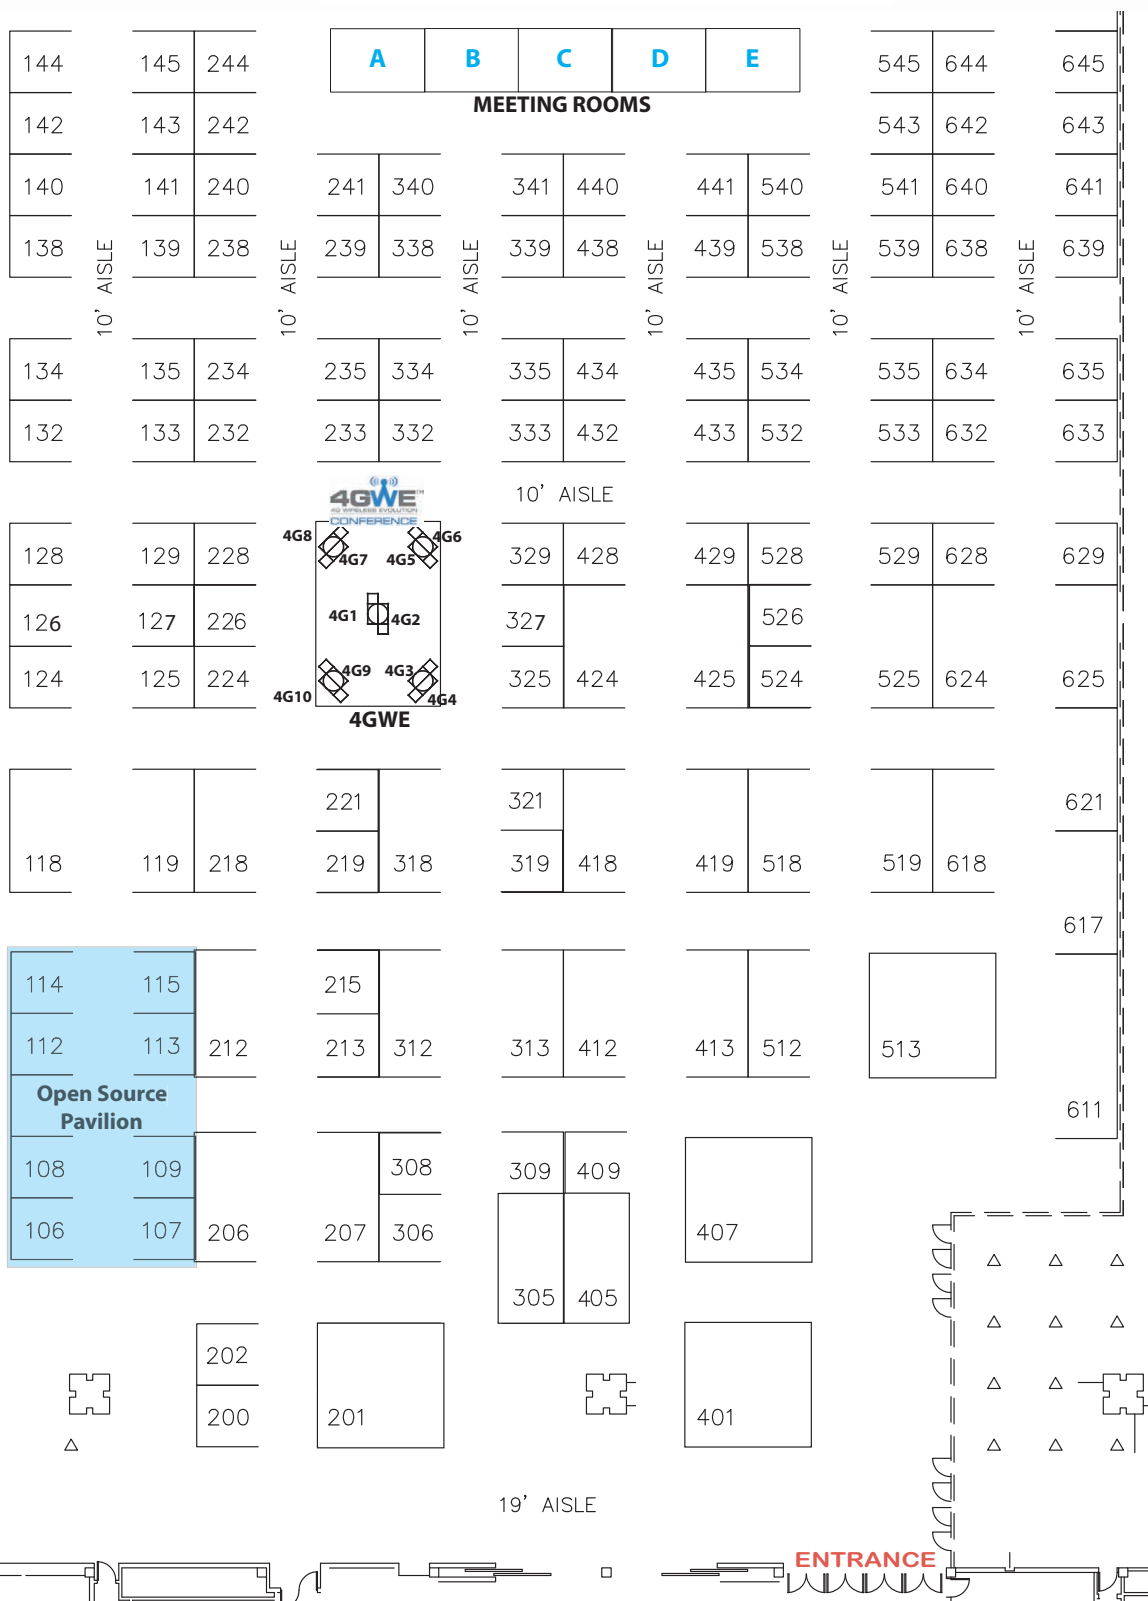 A B C D E
MEETING ROOMS
144 145 244 545 644 645
142 143 242 543 642 643
140 141 240 241 340 341 440 441 540 541 640 641
138 139 238 239 338 339 438 439 538 539 638 639
10' AISLE 10' AISLE 10' AISLE 10' AISLE 10' AISLE 10' AISLE
134 135 234 235 334 335 434 435 534 535 634 635
132 133 232 233 332 333 432 433 532 533 632 633
4GWE™
4G WIRELESS EVOLUTION
CONFERENCE
10' AISLE
4G8 4G6
4G7 4G5
128 129 228 329 428 429 528 529 628 629
126 127 226 4G1 4G2 327 526
4G9 4G3
124 125 224 325 424 425 524 525 624 625
4G10 4G4
4GWE
221 321 621
118 119 218 219 318 319 418 419 518 519 618
617
114 115 215
112 113 212 213 312 313 412 413 512 513
Open Source
Pavilion
611
108 109 308 309 409
106 107 206 207 306 407
305 405
202
200 201 401
19' AISLE
ENTRANCE